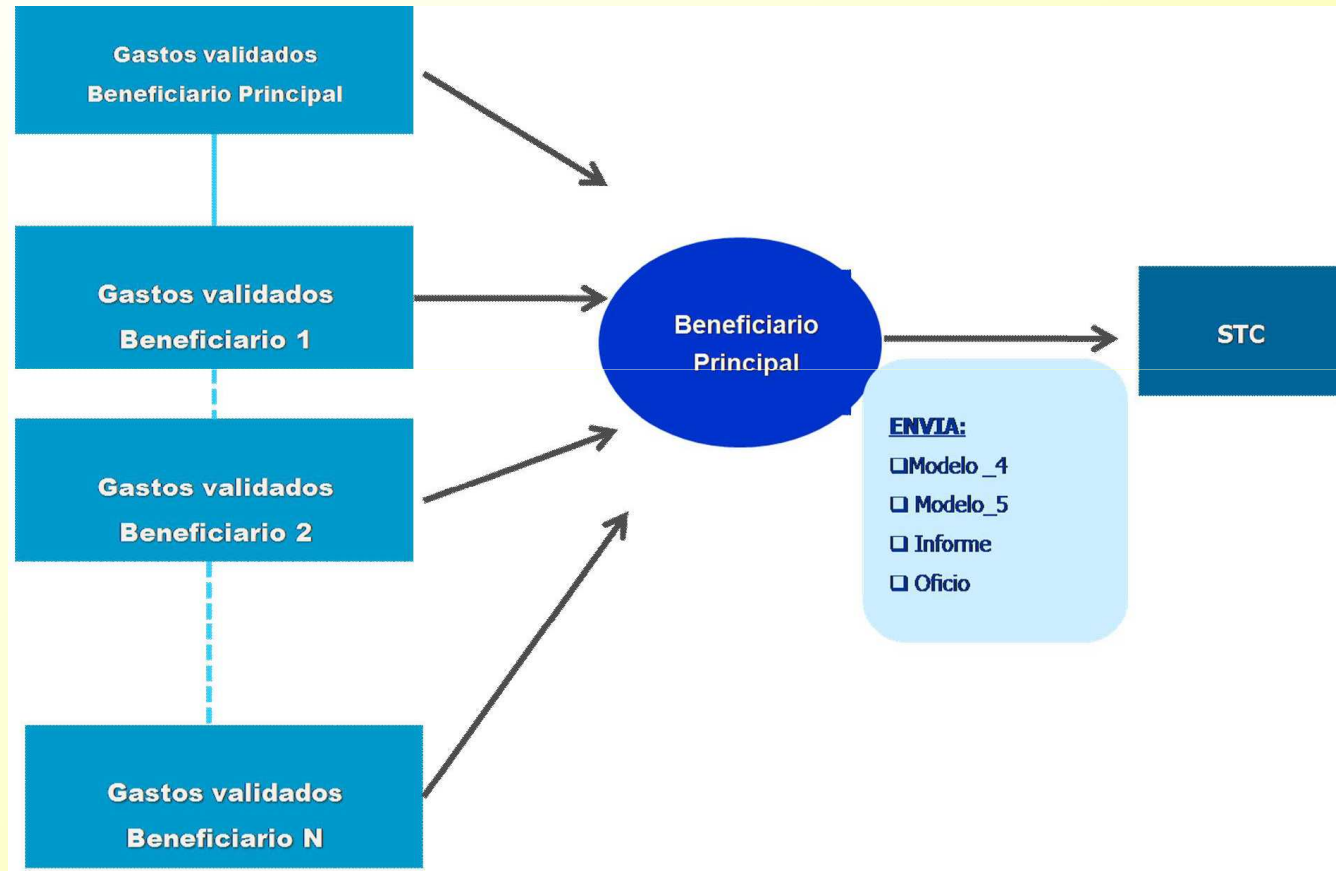 Gastos validados
Beneficiario Principal
Gastos validados
Beneficiario 1
Gastos validados
Beneficiario 2
Gastos validados
Beneficiario N
Beneficiario
Principal
STC
ENVIA:
❑Modelo _4
❑ Modelo_5
❑ Informe
❑ Oficio